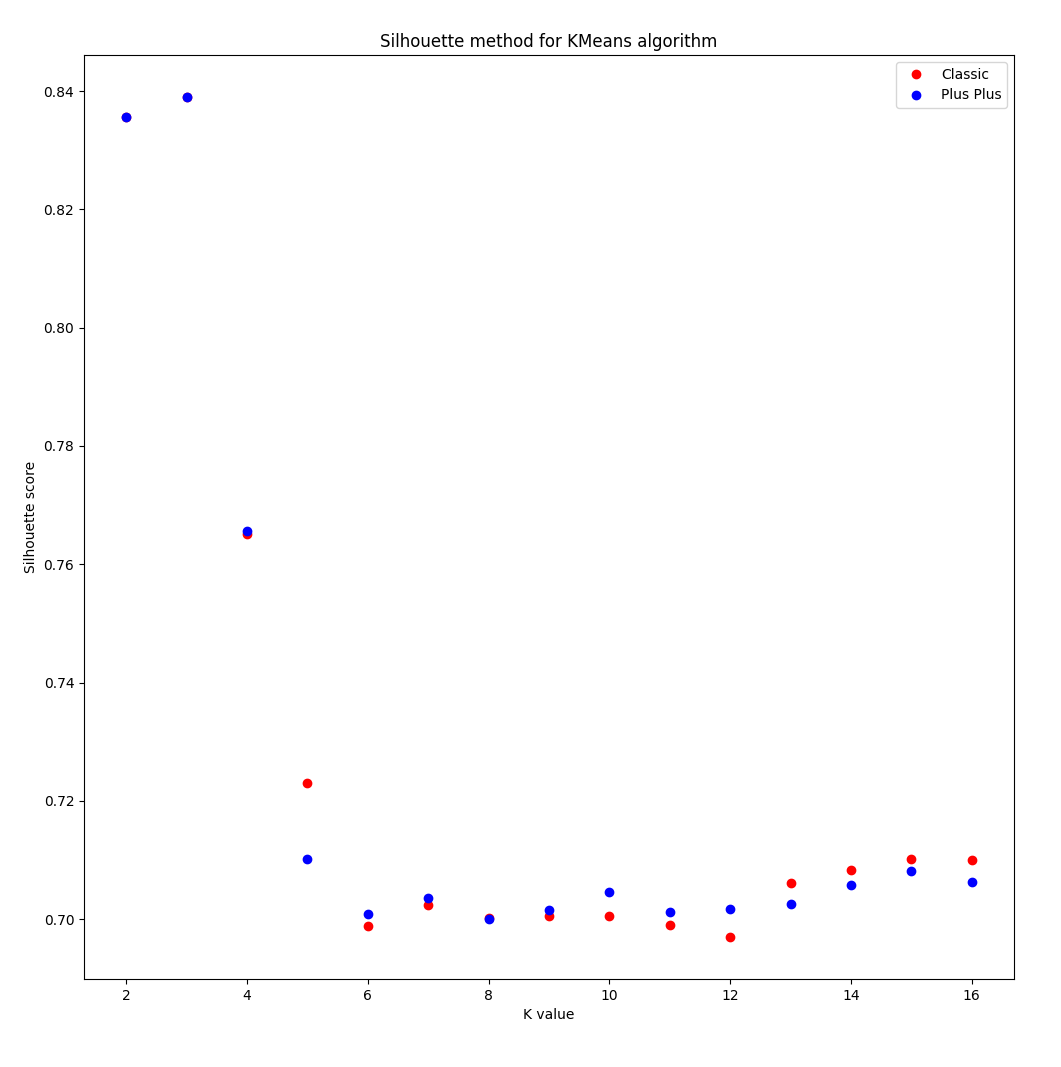 Silhouette method for KMeans algorithm
Classic
Plus Plus
0.84
0.82
0.80
0.78
0.76
0.74
0.72
0.70
Silhouette score
2 4 6 8 10 12 14 16
K value